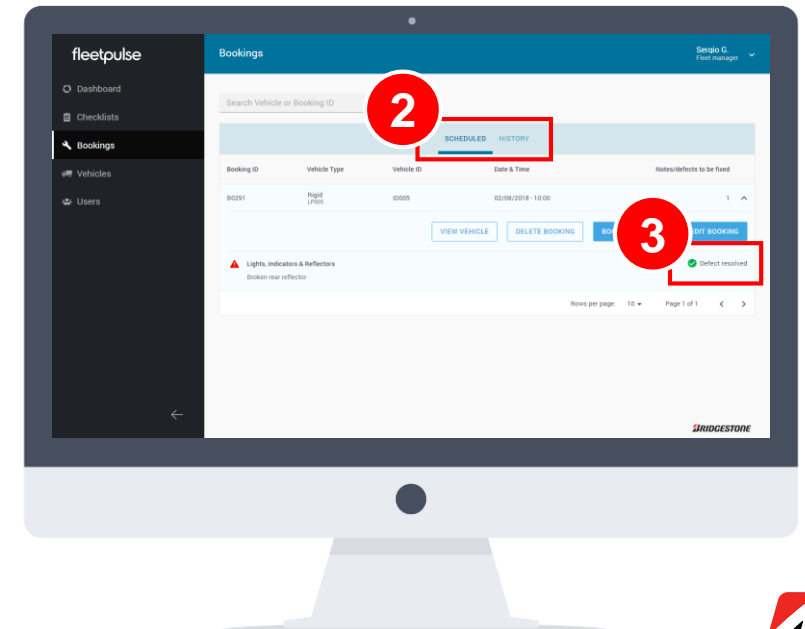 fleetpulse
Bookings
Sergio G.
Fleet manager
Dashboard
Checklists
Bookings
Vehicles
Users
Search Vehicle or Booking ID
2
SCHEDULED HISTORY
Booking ID Vehicle Type Vehicle ID Date & Time Notes/defects to be fixed
B0291 Rigid ID005 02/08/2018 - 10:00 1
LP005
VIEW VEHICLE DELETE BOOKING BOO 3 EDIT BOOKING
Lights, Indicators & Reflectors
Defect resolved
Broken rear reflector
Rows per page: 10 Page 1 of 1
BRIDGESTONE